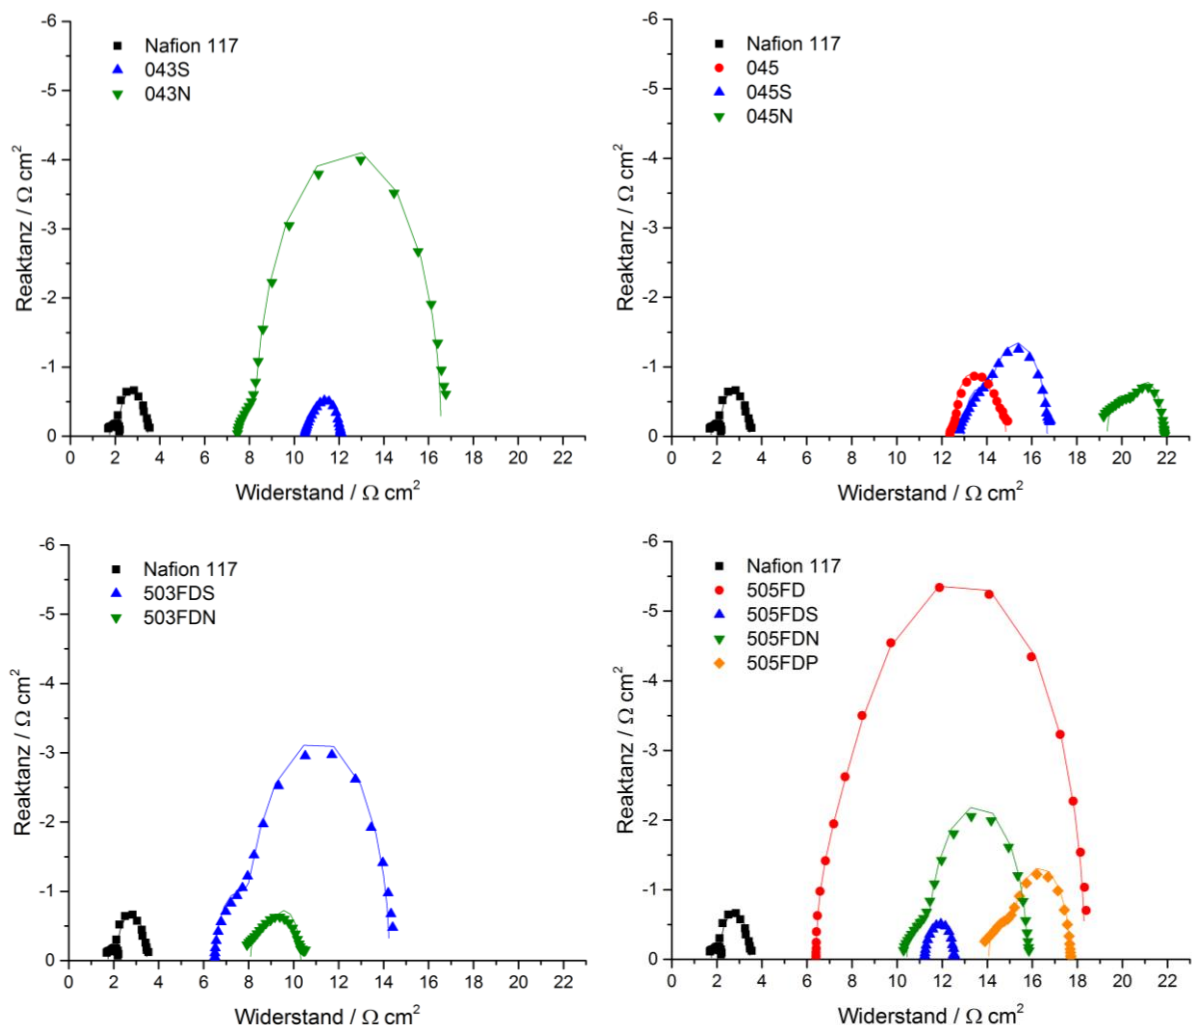 -6
-5
-4
-3
-2
-1
0
Reaktanz / Ω cm²
Nafion 117
043S
043N
0 2 4 6 8 10 12 14 16 18 20 22
Widerstand / Ω cm²
-6
-5
-4
-3
-2
-1
0
Reaktanz / Ω cm²
Nafion 117
045
045S
045N
0 2 4 6 8 10 12 14 16 18 20 22
Widerstand / Ω cm²
-6
-5
-4
-3
-2
-1
0
Reaktanz / Ω cm²
Nafion 117
503FDS
503FDN
0 2 4 6 8 10 12 14 16 18 20 22
Widerstand / Ω cm²
-6
-5
-4
-3
-2
-1
0
Reaktanz / Ω cm²
Nafion 117
505FD
505FDS
505FDN
505FDP
0 2 4 6 8 10 12 14 16 18 20 22
Widerstand / Ω cm²